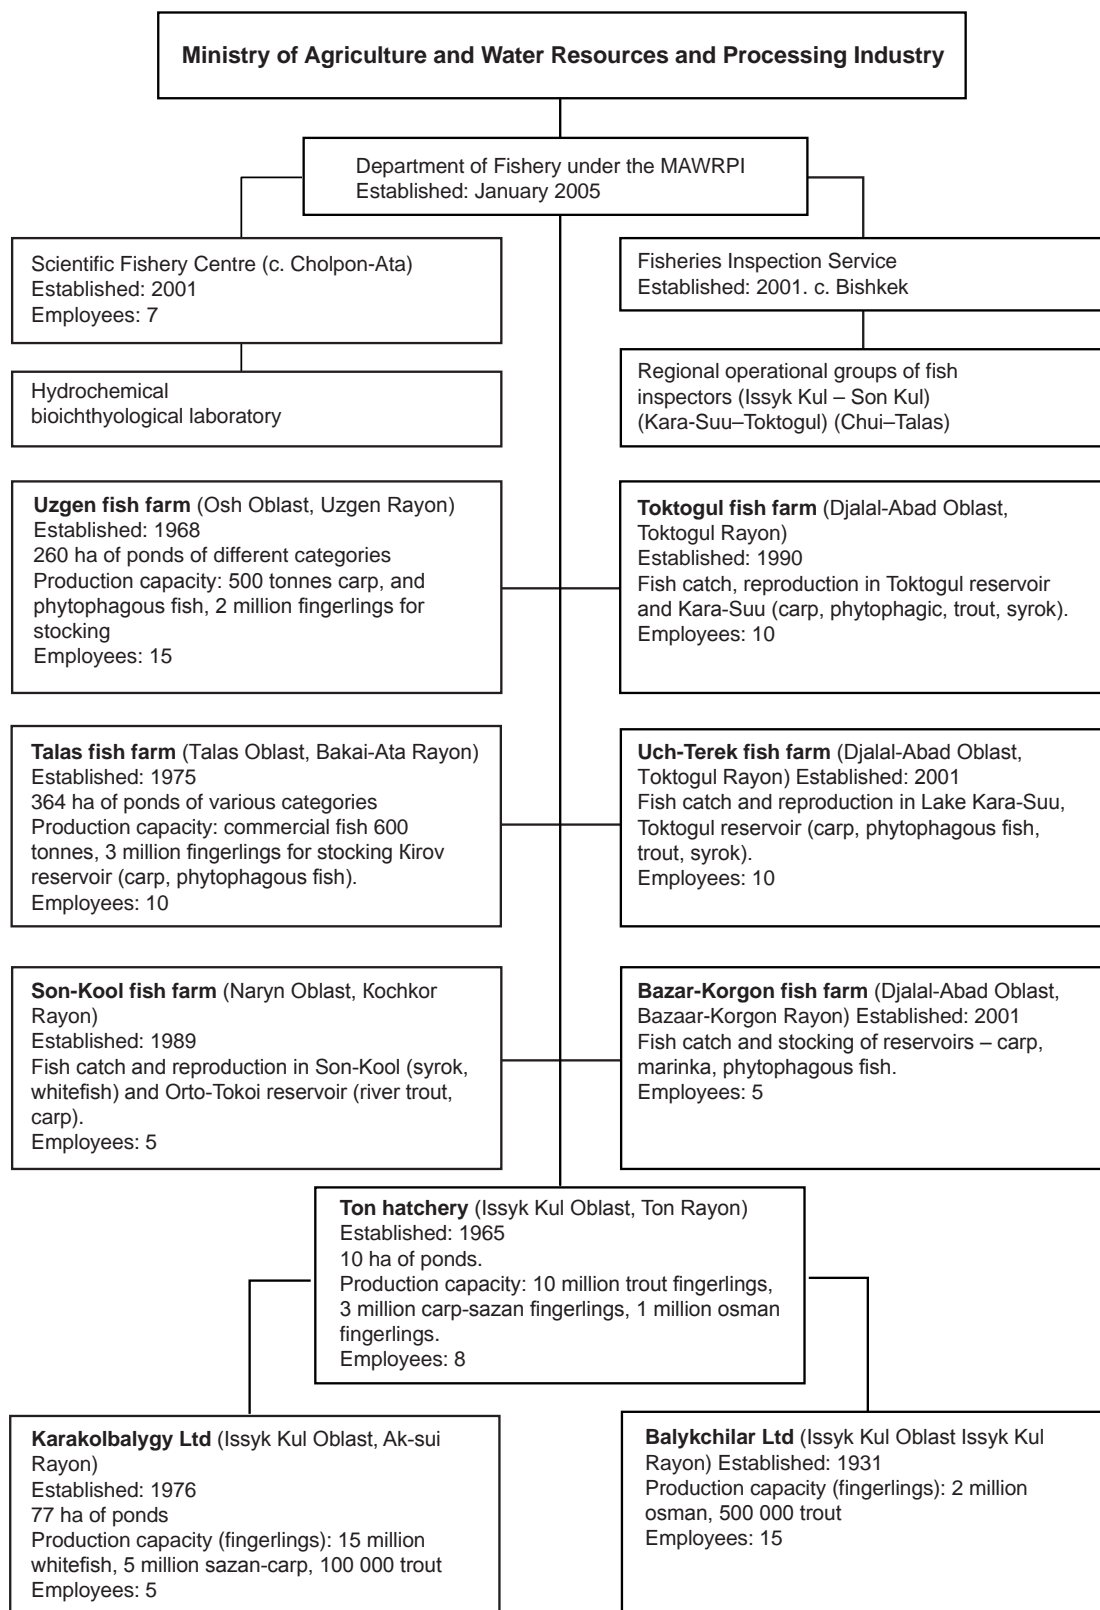 Ministry of Agriculture and Water Resources and Processing Industry
Department of Fishery under the MAWRPI
Established: January 2005
Scientific Fishery Centre (c. Cholpon-Ata)
Established: 2001
Employees: 7
Fisheries Inspection Service
Established: 2001. c. Bishkek
Hydrochemical
bioichthyological laboratory
Regional operational groups of fish
inspectors (Issyk Kul – Son Kul)
(Kara-Suu–Toktogul) (Chui–Talas)
Uzgen fish farm (Osh Oblast, Uzgen Rayon)
Established: 1968
260 ha of ponds of different categories
Production capacity: 500 tonnes carp, and
phytophagous fish, 2 million fingerlings for
stocking
Employees: 15
Toktogul fish farm (Djalal-Abad Oblast,
Toktogul Rayon)
Established: 1990
Fish catch, reproduction in Toktogul reservoir
and Kara-Suu (carp, phytophagic, trout, syrok).
Employees: 10
Talas fish farm (Talas Oblast, Bakai-Ata Rayon)
Established: 1975
364 ha of ponds of various categories
Production capacity: commercial fish 600
tonnes, 3 million fingerlings for stocking Kirov
reservoir (carp, phytophagous fish).
Employees: 10
Uch-Terek fish farm (Djalal-Abad Oblast,
Toktogul Rayon) Established: 2001
Fish catch and reproduction in Lake Kara-Suu,
Toktogul reservoir (carp, phytophagous fish,
trout, syrok).
Employees: 10
Son-Kool fish farm (Naryn Oblast, Kochkor
Rayon)
Established: 1989
Fish catch and reproduction in Son-Kool (syrok,
whitefish) and Orto-Tokoi reservoir (river trout,
carp).
Employees: 5
Bazar-Korgon fish farm (Djalal-Abad Oblast,
Bazaar-Korgon Rayon) Established: 2001
Fish catch and stocking of reservoirs – carp,
marinka, phytophagous fish.
Employees: 5
Ton hatchery (Issyk Kul Oblast, Ton Rayon)
Established: 1965
10 ha of ponds.
Production capacity: 10 million trout fingerlings,
3 million carp-sazan fingerlings, 1 million osman
fingerlings.
Employees: 8
Karakolbalygy Ltd (Issyk Kul Oblast, Ak-sui
Rayon)
Established: 1976
77 ha of ponds
Production capacity (fingerlings): 15 million
whitefish, 5 million sazan-carp, 100 000 trout
Employees: 5
Balykchilar Ltd (Issyk Kul Oblast Issyk Kul
Rayon) Established: 1931
Production capacity (fingerlings): 2 million
osman, 500 000 trout
Employees: 15